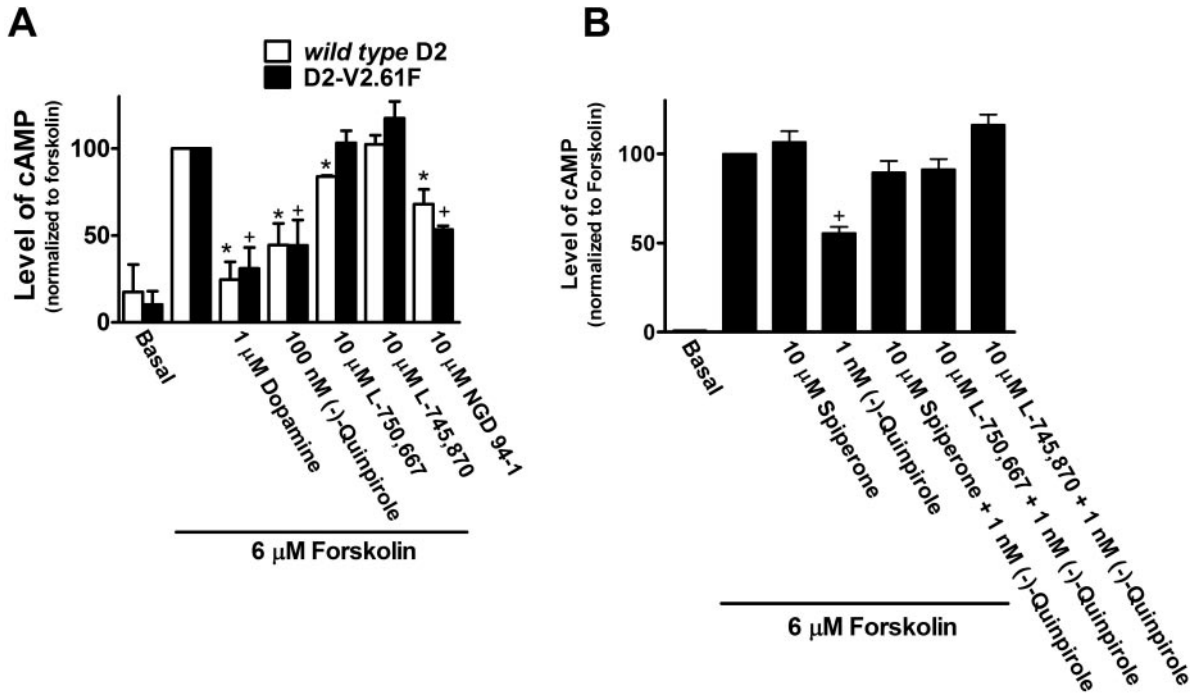 A
wild type D2
D2-V2.61F
Level of cAMP
(normalized to forskolin)
100
50
0
*
+
*
+
*
*
+
Basal
1 μM Dopamine
100 nM (-)-Quinpirole
10 μM L-750,667
10 μM L-745,870
10 μM NGD 94-1
6 μM Forskolin
B
Level of cAMP
(normalized to Forskolin)
100
50
0
+
Basal
10 μM Spiperone
1 nM (-)-Quinpirole
10 μM Spiperone + 1 nM (-)-Quinpirole
10 μM L-750,667 + 1 nM (-)-Quinpirole
10 μM L-745,870 + 1 nM (-)-Quinpirole
6 μM Forskolin